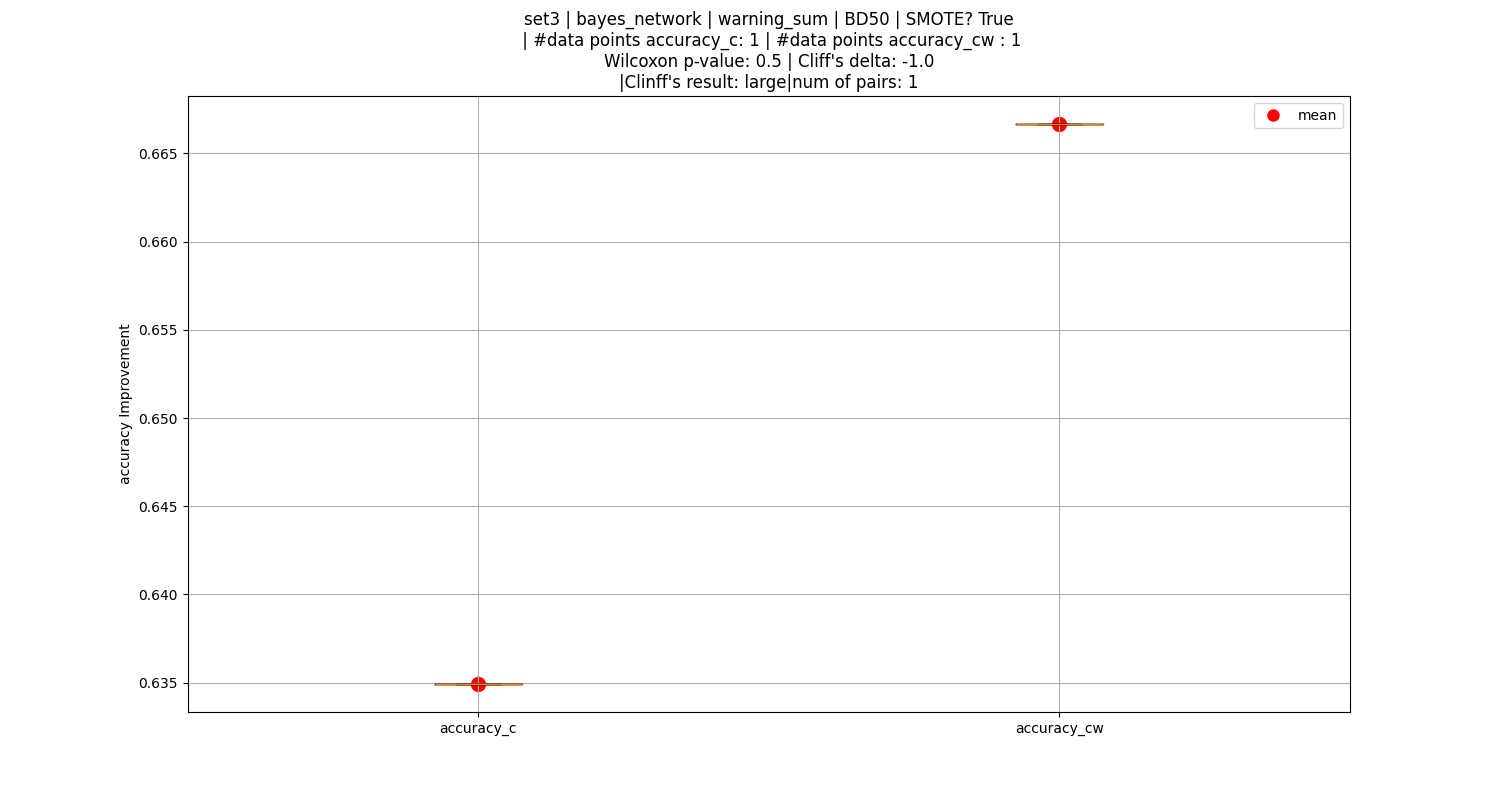 set3 | bayes_network | warning_sum | BD50 | SMOTE? True
| #data points accuracy_c: 1 | #data points accuracy_cw : 1
Wilcoxon p-value: 0.5 | Cliff's delta: -1.0
|Clinff's result: large|num of pairs: 1
mean
0.665
0.660
0.655
0.650
0.645
0.640
0.635
accuracy Improvement
accuracy_c
accuracy_cw